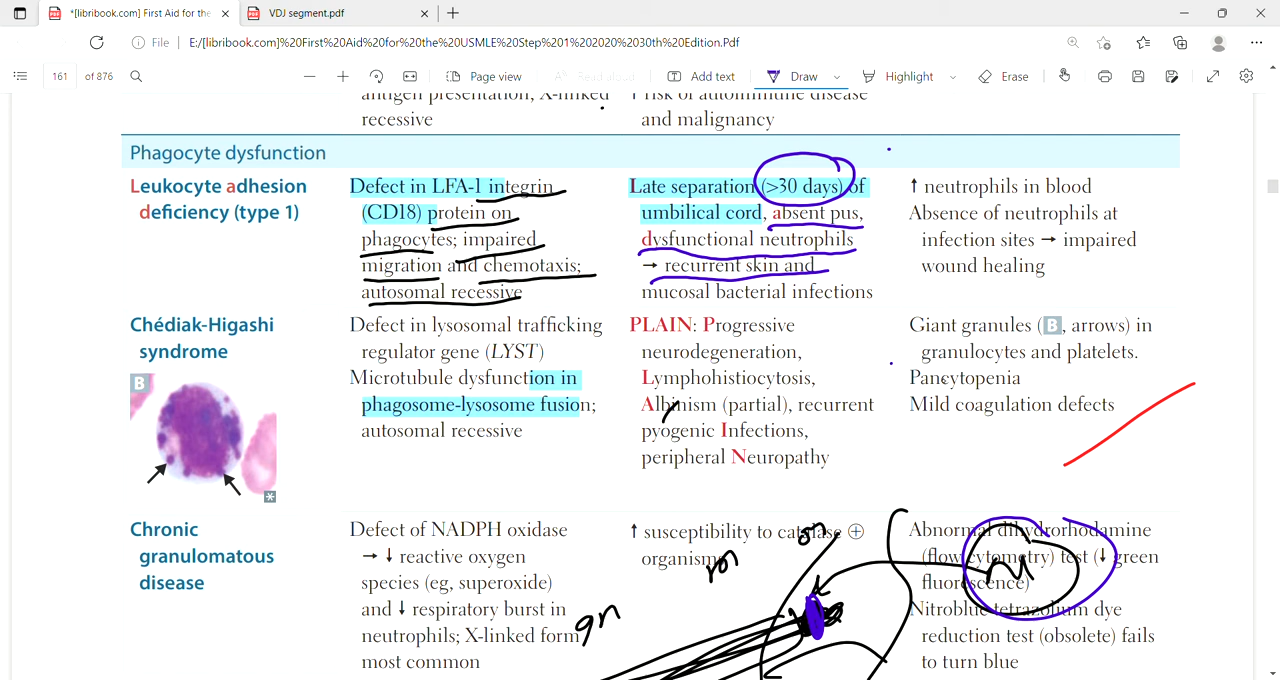 *[libribook.com] First Aid for the
VDJ segment.pdf
File E:/[libribook.com]%20First%20Aid%20for%20the%20USMLE%20Step%201%202020%2030th%20Edition.Pdf
161 of 876 Page view Read aloud Add text Draw Highlight Erase
antigen presentation, X-linked
recessive
↑ risk of autoimmune disease
and malignancy
Phagocyte dysfunction
Leukocyte adhesion
deficiency (type 1)
Defect in LFA-1 integrin
(CD18) protein on
phagocytes; impaired
migration and chemotaxis;
autosomal recessive
Late separation (>30 days) of
umbilical cord, absent pus,
dysfunctional neutrophils
→ recurrent skin and
mucosal bacterial infections
↑ neutrophils in blood
Absence of neutrophils at
infection sites → impaired
wound healing
Chédiak-Higashi
syndrome
B
Defect in lysosomal trafficking
regulator gene (LYST)
Microtubule dysfunction in
phagosome-lysosome fusion;
autosomal recessive
PLAIN: Progressive
neurodegeneration,
Lymphohistiocytosis,
Albinism (partial), recurrent
pyogenic Infections,
peripheral Neuropathy
Giant granules (B, arrows) in
granulocytes and platelets.
Pancytopenia
Mild coagulation defects
Chronic
granulomatous
disease
Defect of NADPH oxidase
→ ↓ reactive oxygen
species (eg, superoxide)
and ↓ respiratory burst in
neutrophils; X-linked form
most common
↑ susceptibility to catalase ⊕
organisms
Abnormal dihydrorhodamine
(flow cytometry) test (↓ green
fluorescence)
Nitroblue tetrazolium dye
reduction test (obsolete) fails
to turn blue